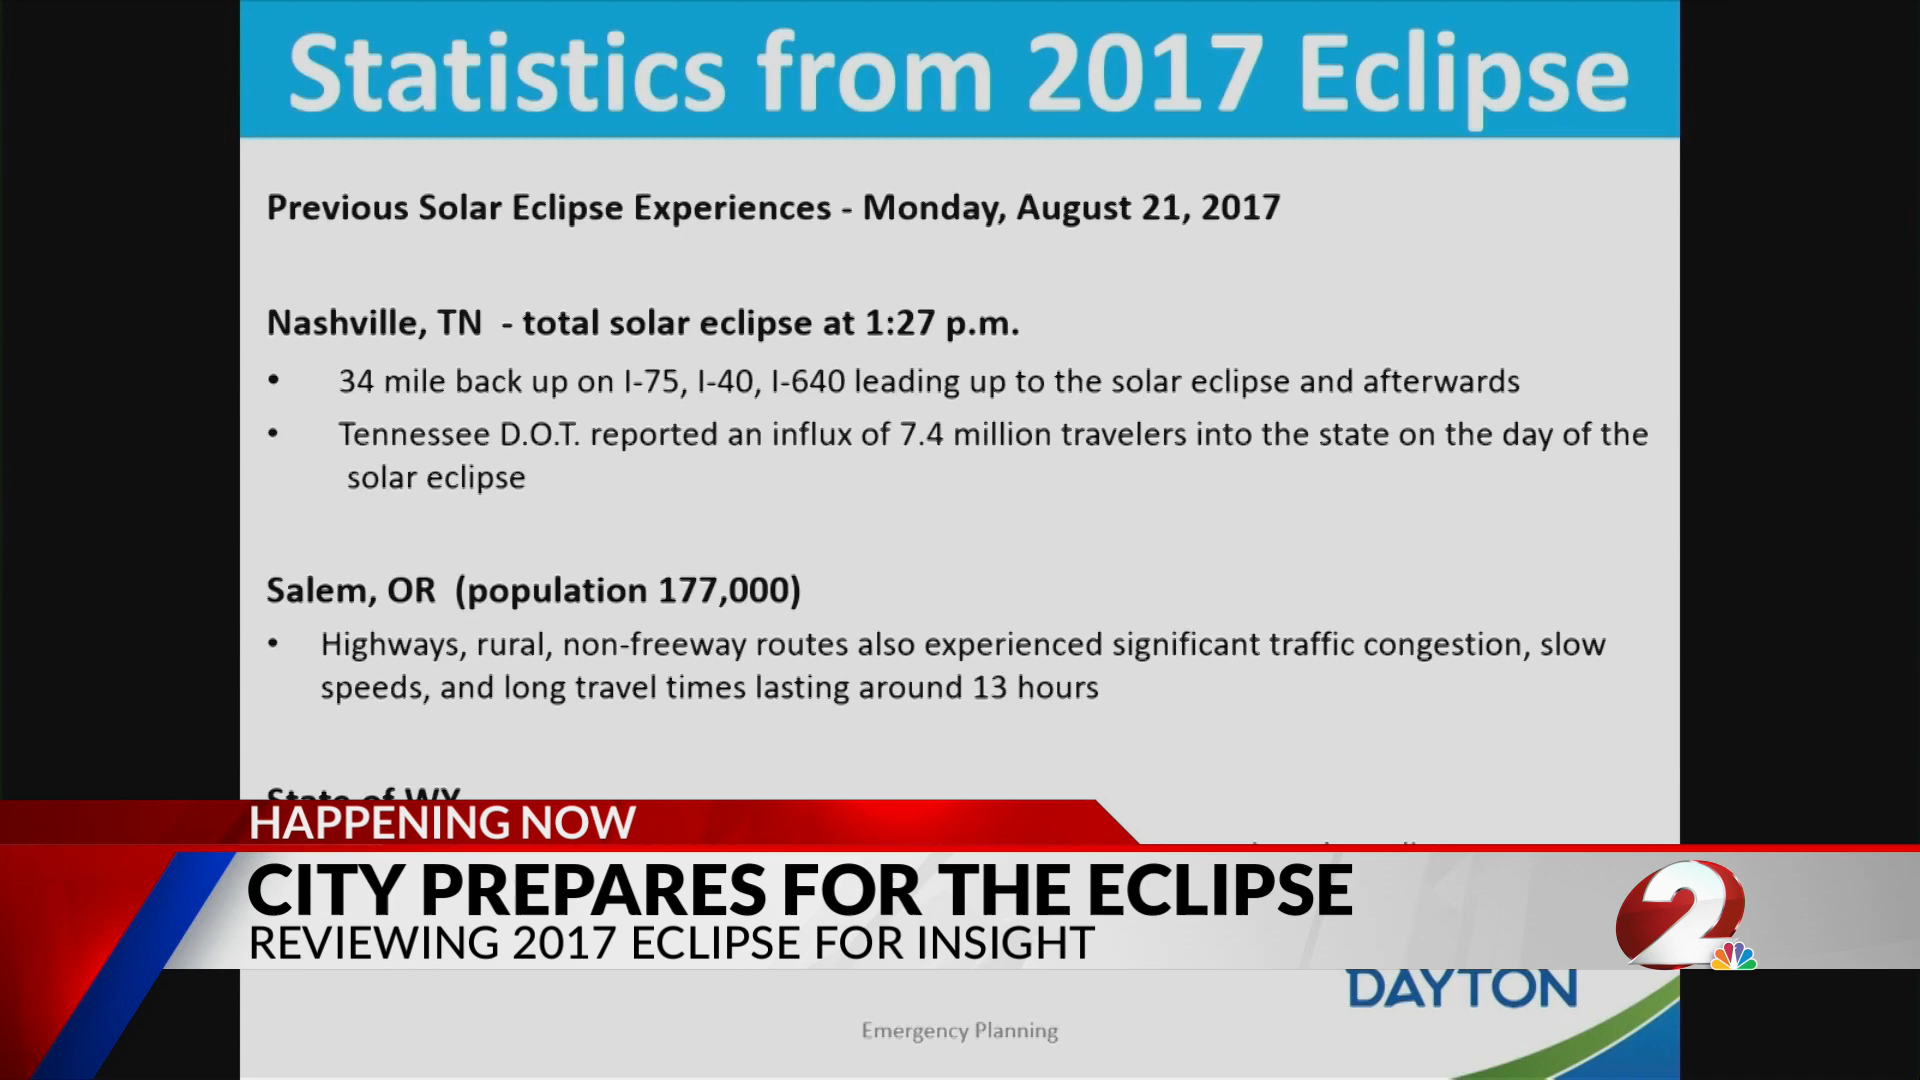 Statistics from 2017 Eclipse
Previous Solar Eclipse Experiences - Monday, August 21, 2017
Nashville, TN - total solar eclipse at 1:27 p.m.
• 34 mile back up on I-75, I-40, I-640 leading up to the solar eclipse and afterwards
• Tennessee D.O.T. reported an influx of 7.4 million travelers into the state on the day of the
solar eclipse
Salem, OR (population 177,000)
• Highways, rural, non-freeway routes also experienced significant traffic congestion, slow
speeds, and long travel times lasting around 13 hours
State of WY
HAPPENING NOW
CITY PREPARES FOR THE ECLIPSE
REVIEWING 2017 ECLIPSE FOR INSIGHT
2
DAYTON
Emergency Planning